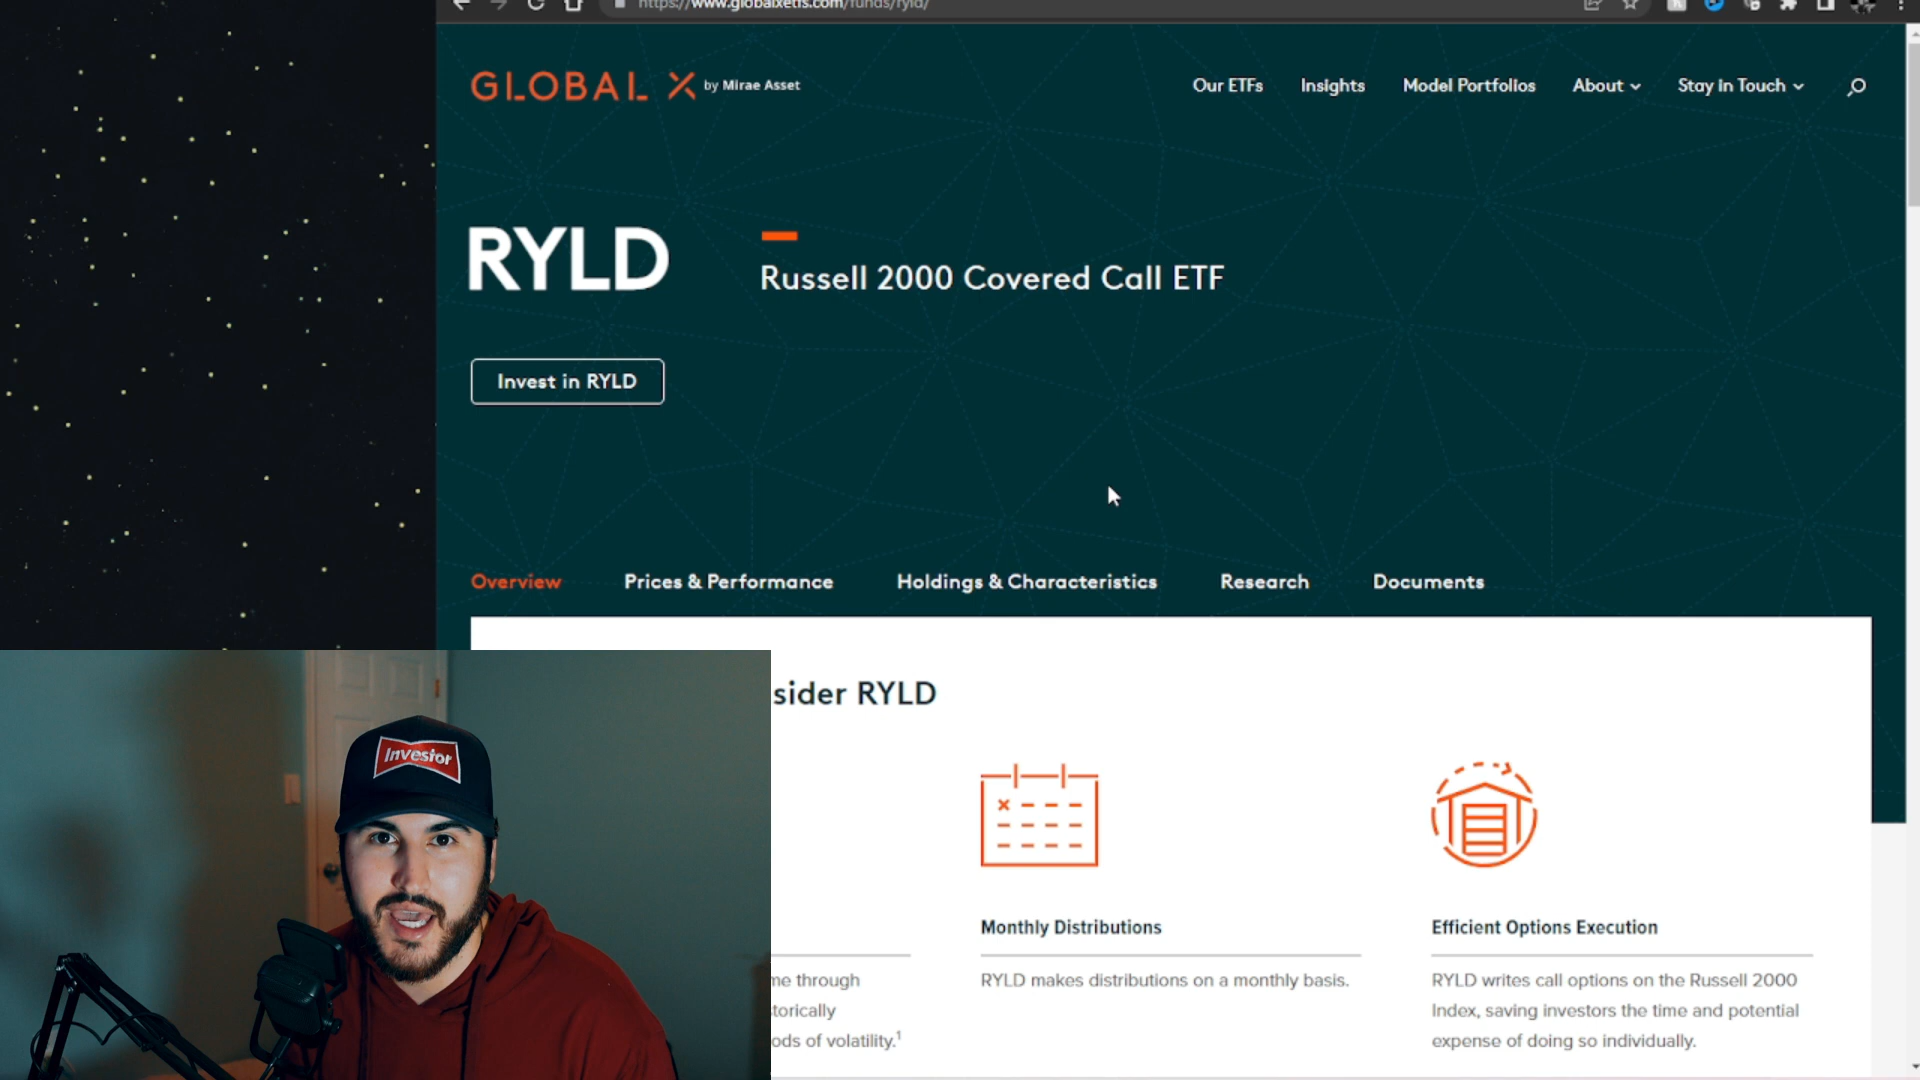 https://www.globalxetfs.com/funds/ryld/
GLOBAL X by Mirae Asset
Our ETFs
Insights
Model Portfolios
About
Stay In Touch
RYLD
Russell 2000 Covered Call ETF
Invest in RYLD
Overview
Prices & Performance
Holdings & Characteristics
Research
Documents
sider RYLD
Investor
Monthly Distributions
Efficient Options Execution
me through
torically
ods of volatility.1
RYLD makes distributions on a monthly basis.
RYLD writes call options on the Russell 2000
Index, saving investors the time and potential
expense of doing so individually.